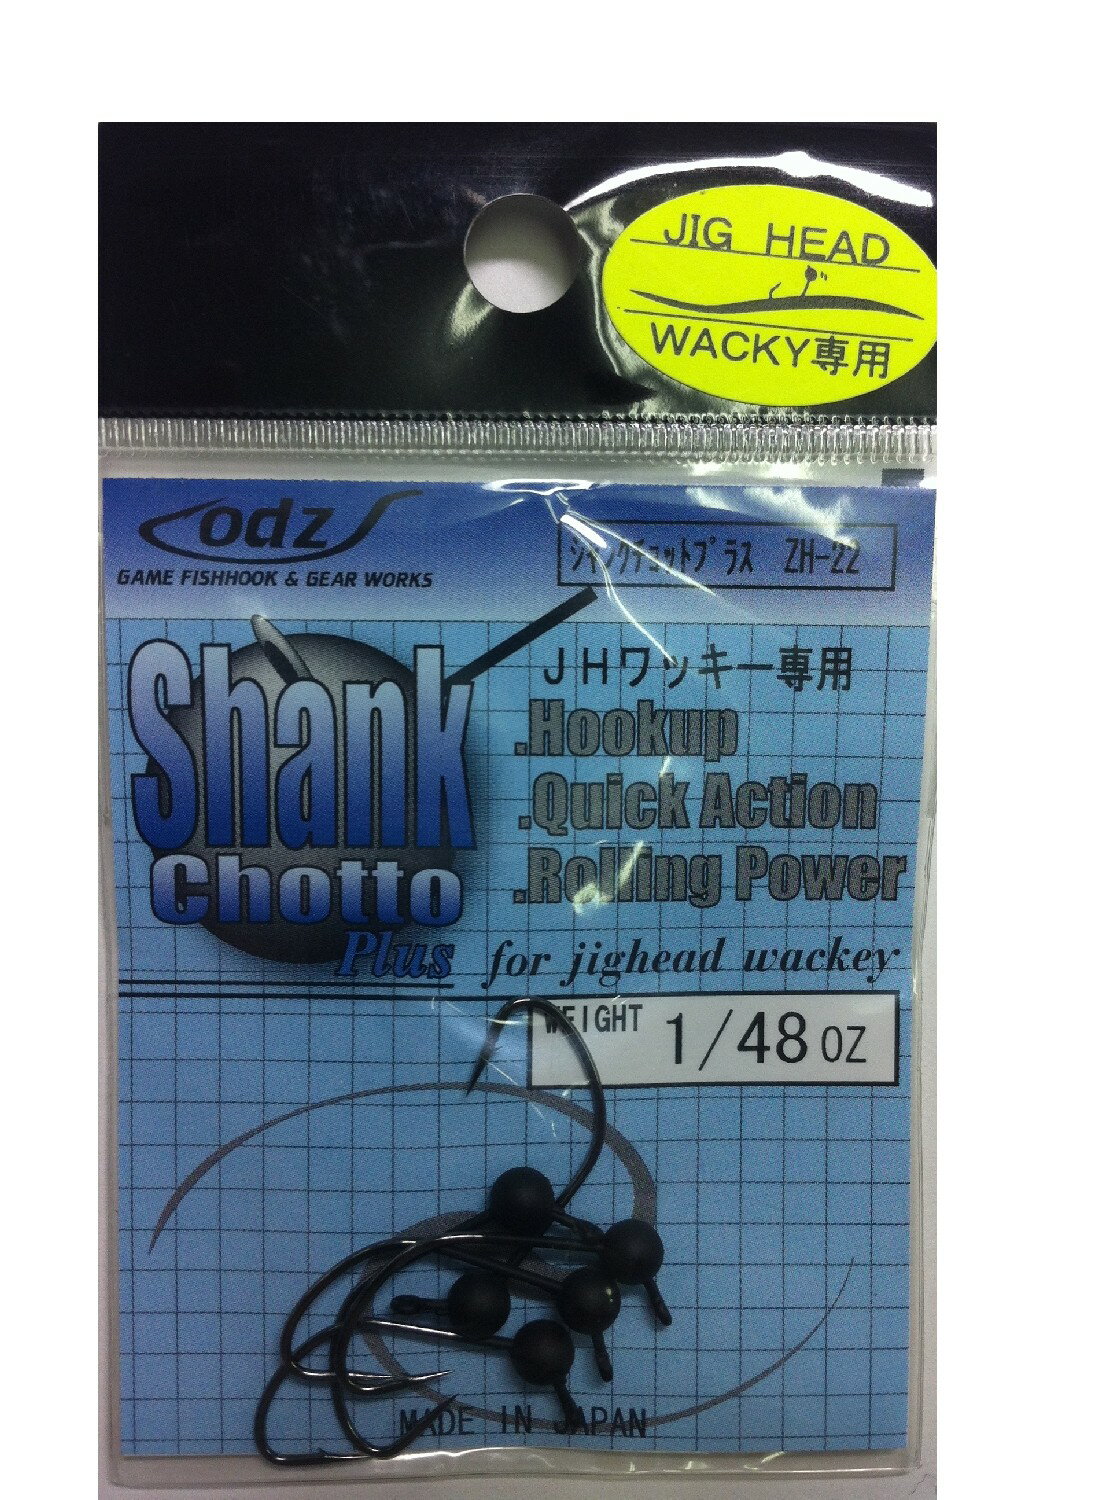 JIG HEAD
WACKY専用
odz
GAME FISHHOOK & GEAR WORKS
シャンクチョットプラス ZH-22
Shank
Chotto
Plus
JHワッキー専用
.Hookup
.Quick Action
.Rolling Power
for jighead wackey
WEIGHT 1/48 OZ
MADE IN JAPAN